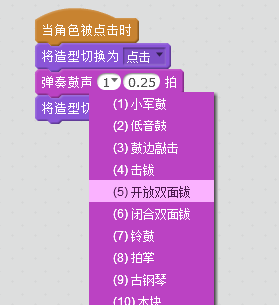 当角色被点击时
将造型切换为 点击
弹奏鼓声 1 0.25 拍
将造型切
(1) 小军鼓
(2) 低音鼓
(3) 鼓边敲击
(4) 击钹
(5) 开放双面钹
(6) 闭合双面钹
(7) 铃鼓
(8) 拍掌
(9) 古钢琴
(10) 木块